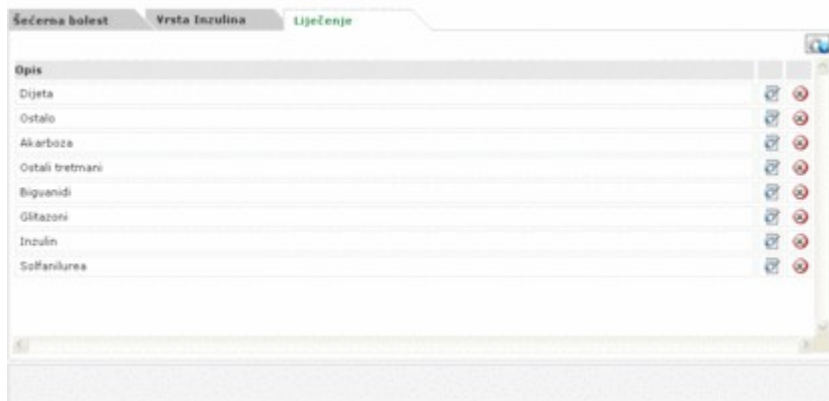 Šećerna bolest Vrsta Inzulina Liječenje
Opis
Dijeta
Ostalo
Akarboza
Ostali tretmani
Biguanidi
Glitazoni
Inzulin
Solfanilurea